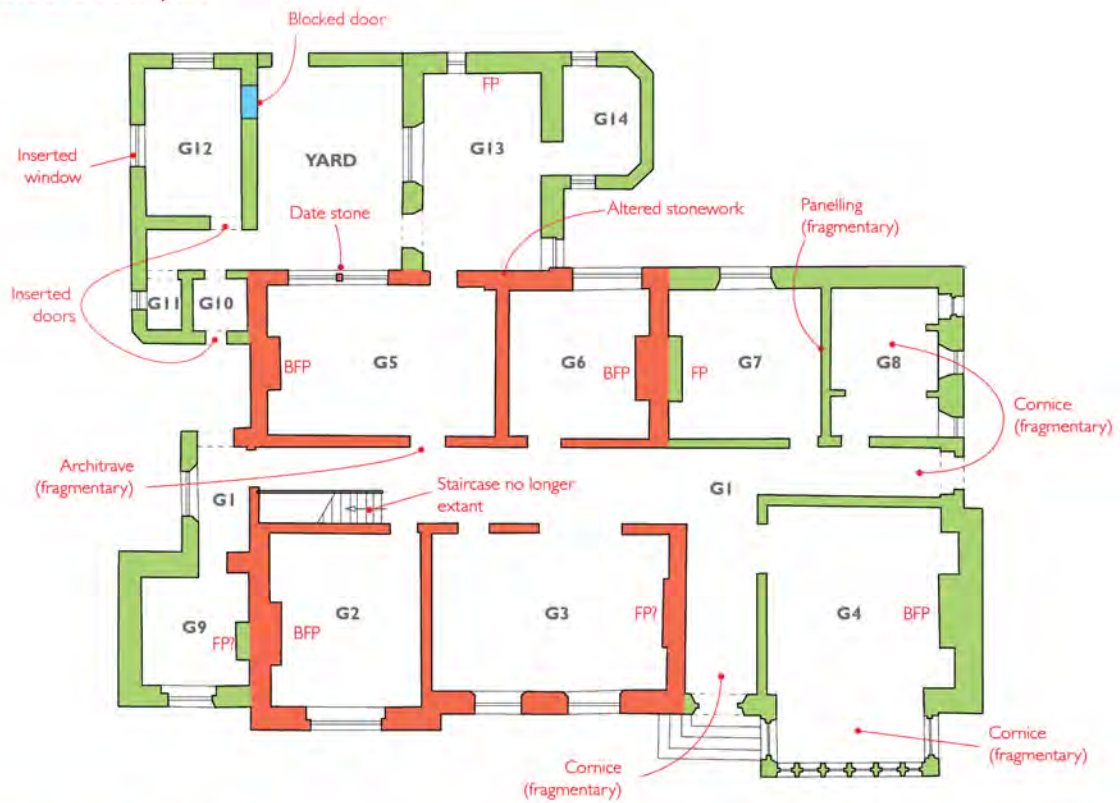 Blocked door
FP
G14
G12
G13
YARD
Inserted
window
Panelling
(fragmentary)
Date stone
Altered stonework
Inserted
doors
G11
G10
G5
G6
G7
G8
BFP
BFP
FP
Cornice
(fragmentary)
Architrave
(fragmentary)
G1
Staircase no longer
extant
G1
G9
FP?
BFP
G2
G3
FP?
G4
BFP
Cornice
(fragmentary)
Cornice
(fragmentary)